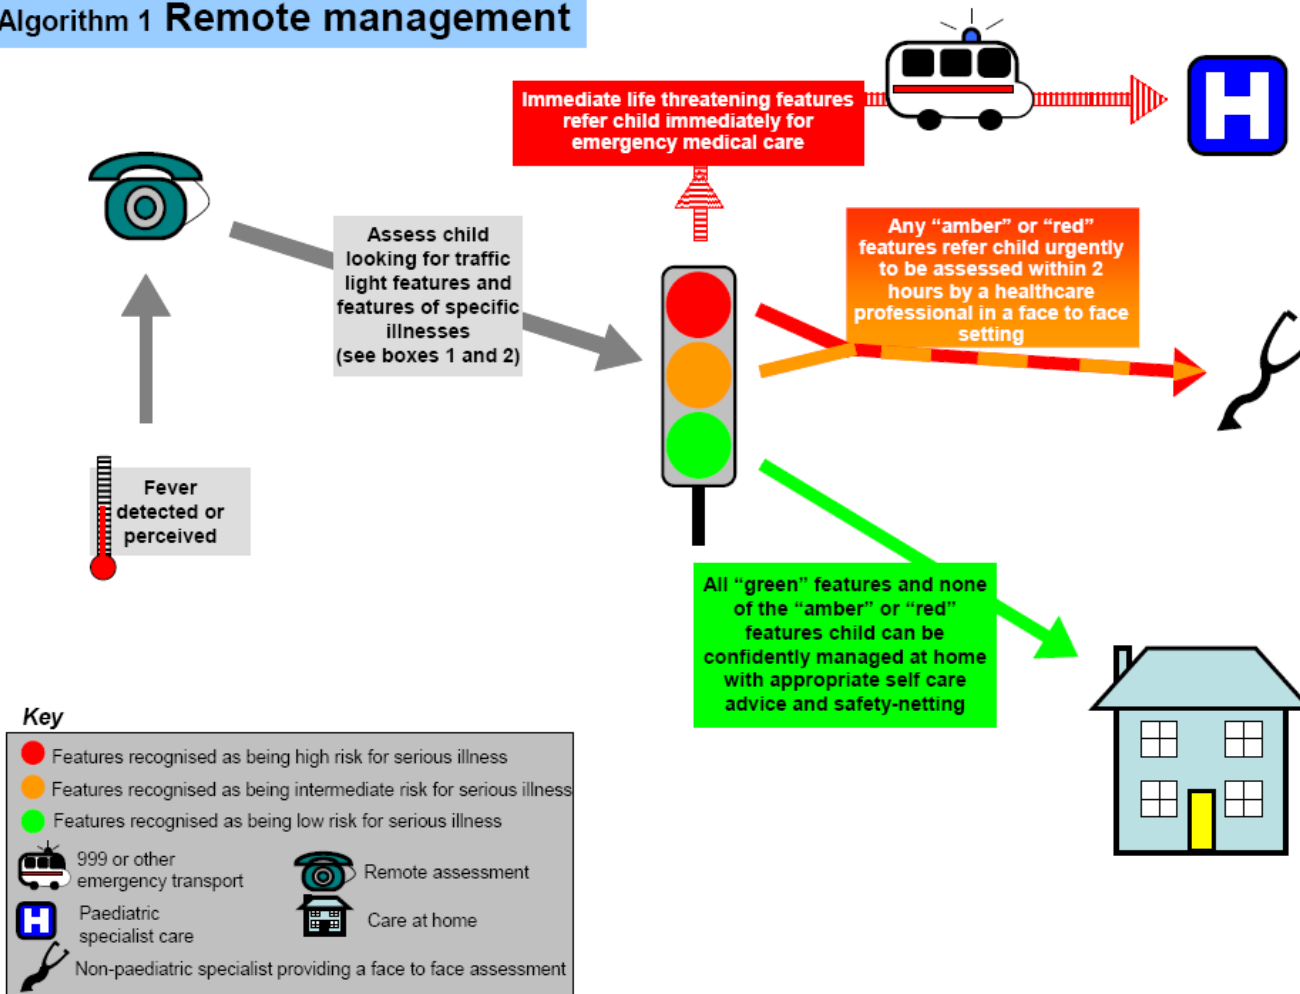 Algorithm 1 Remote management
Immediate life threatening features
refer child immediately for
emergency medical care
H
Assess child
looking for traffic
light features and
features of specific
illnesses
(see boxes 1 and 2)
Any “amber” or “red”
features refer child urgently
to be assessed within 2
hours by a healthcare
professional in a face to face
setting
Fever
detected or
perceived
All “green” features and none
of the “amber” or “red”
features child can be
confidently managed at home
with appropriate self care
advice and safety-netting
Key
Features recognised as being high risk for serious illness
Features recognised as being intermediate risk for serious illness
Features recognised as being low risk for serious illness
999 or other
emergency transport
Remote assessment
H
Paediatric
specialist care
Care at home
Non-paediatric specialist providing a face to face assessment